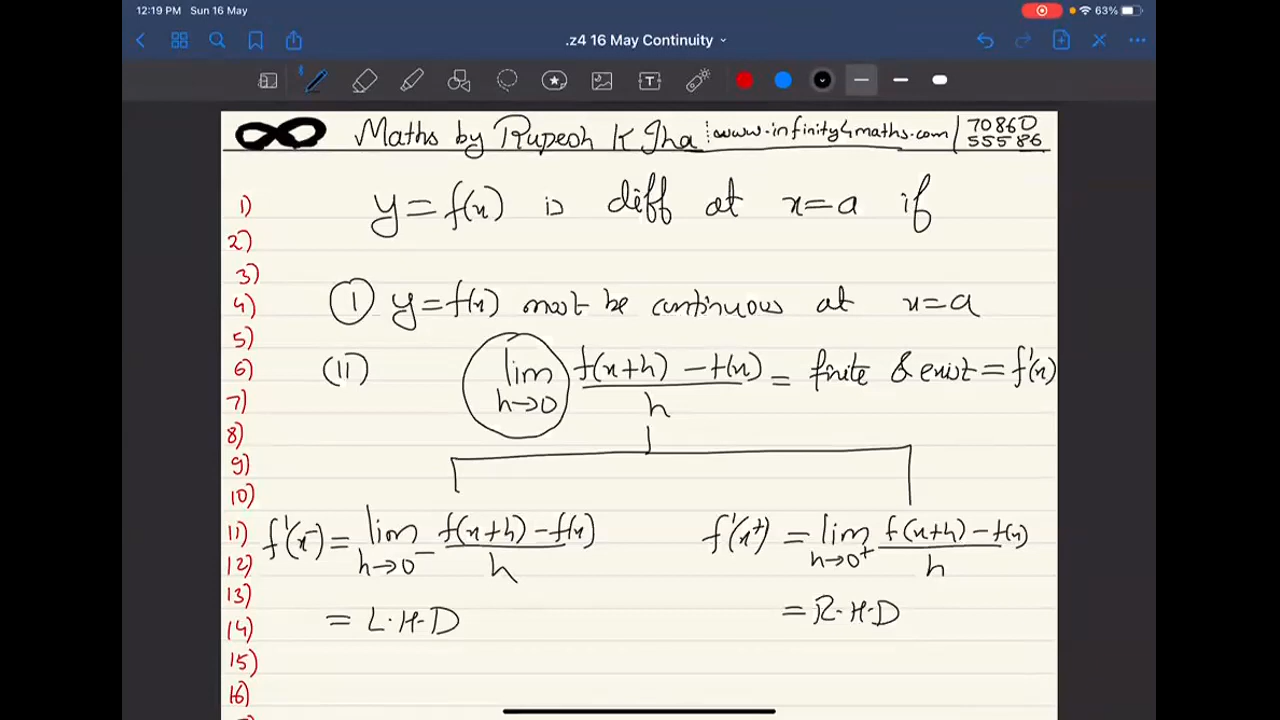 12:19 PM Sun 16 May 63%
.z4 16 May Continuity
T
∞ Maths by Rupesh K Jha www.infinity4maths.com 70860
55586
1) y=f(x) is diff at x=a if
2)
3)
4) (I) y=f(x) must be continuous at x=a
5)
6) (II) lim h→0 f(x+h) -f(x) / h = finite & exist = f'(x)
7)
8)
9)
10)
11) f'(x⁻) = lim h→0⁻ f(x+h) -f(x) / h f'(x⁺) = lim h→0⁺ f(x+h) -f(x) / h
12)
13)
14) = L.H.D = R.H.D
15)
16)